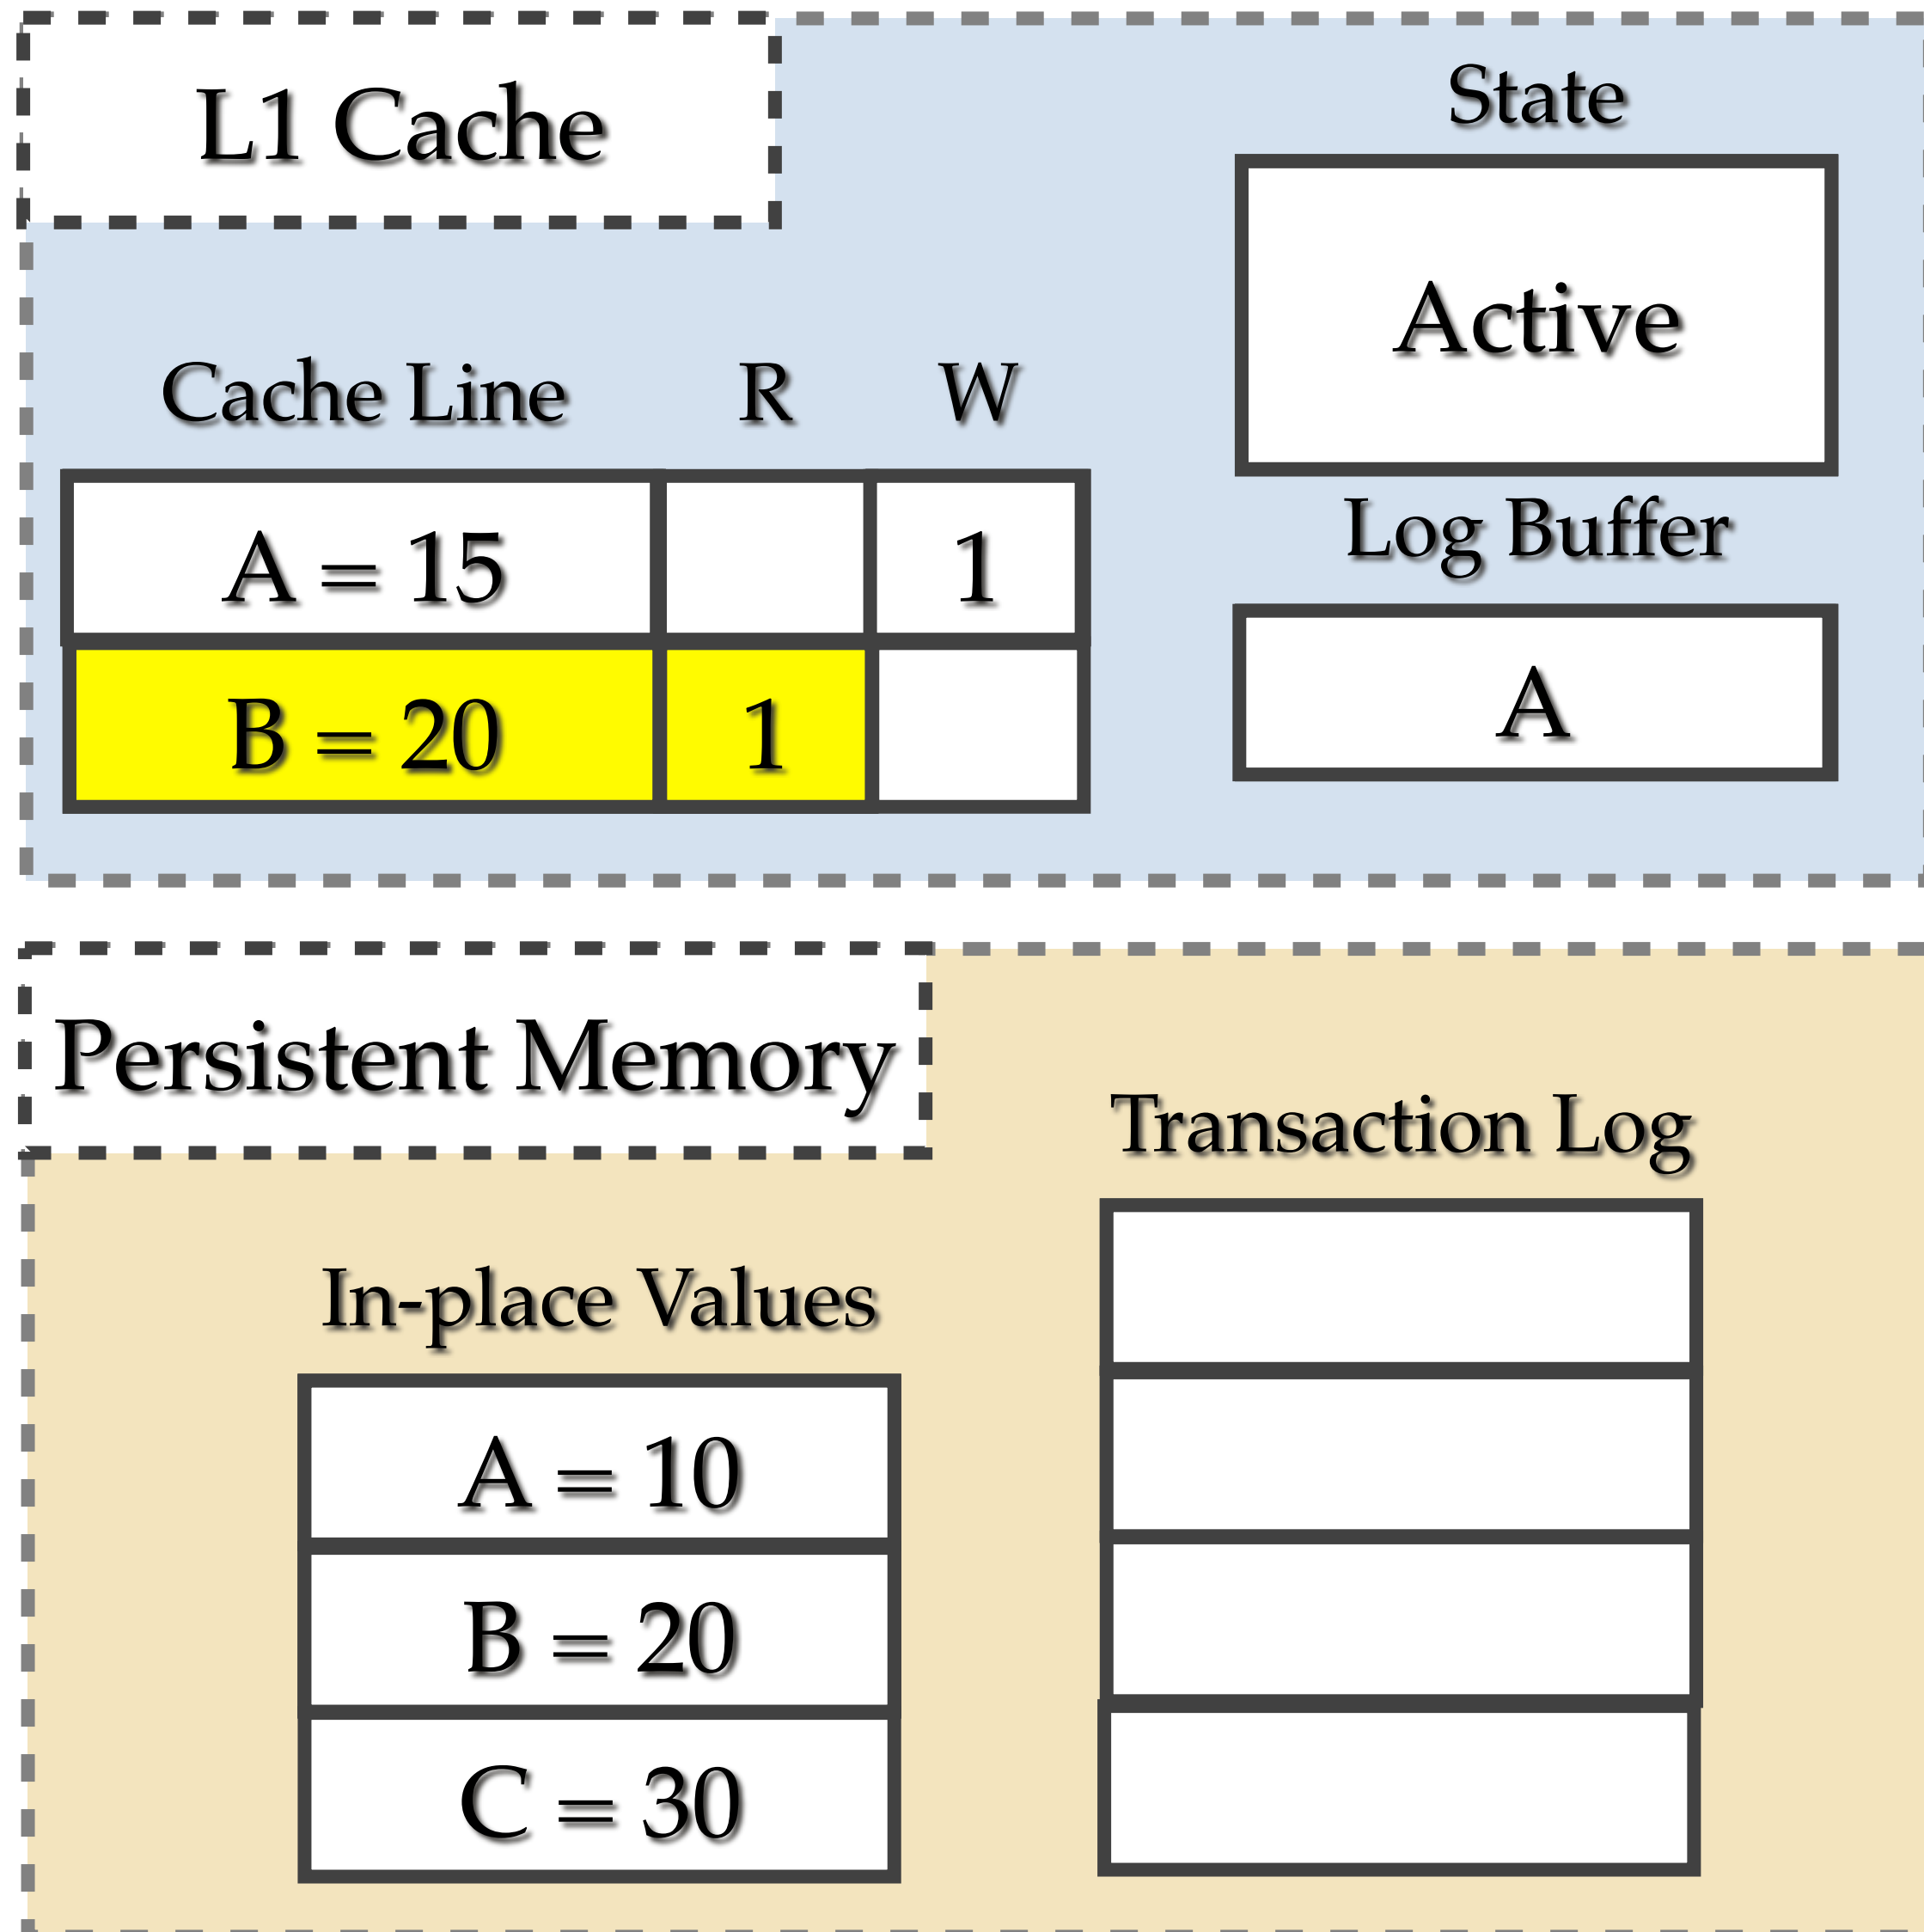 L1 Cache
State
Active
Cache Line R W
A = 15 1
B = 20 1
Log Buffer
A
Persistent Memory
Transaction Log
In-place Values
A = 10
B = 20
C = 30